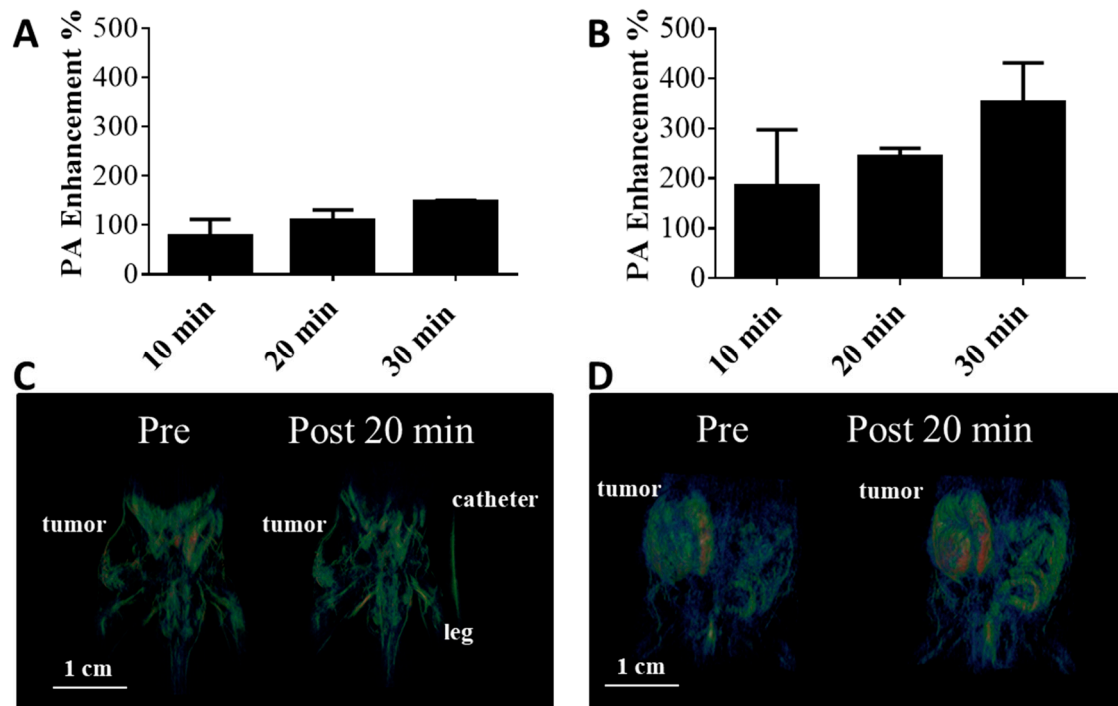 A
PA Enhancement %
500
400
300
200
100
0
10 min
20 min
30 min
B
PA Enhancement %
500
400
300
200
100
0
10 min
20 min
30 min
C
Pre
Post 20 min
tumor
tumor
catheter
leg
1 cm
D
Pre
Post 20 min
tumor
tumor
1 cm